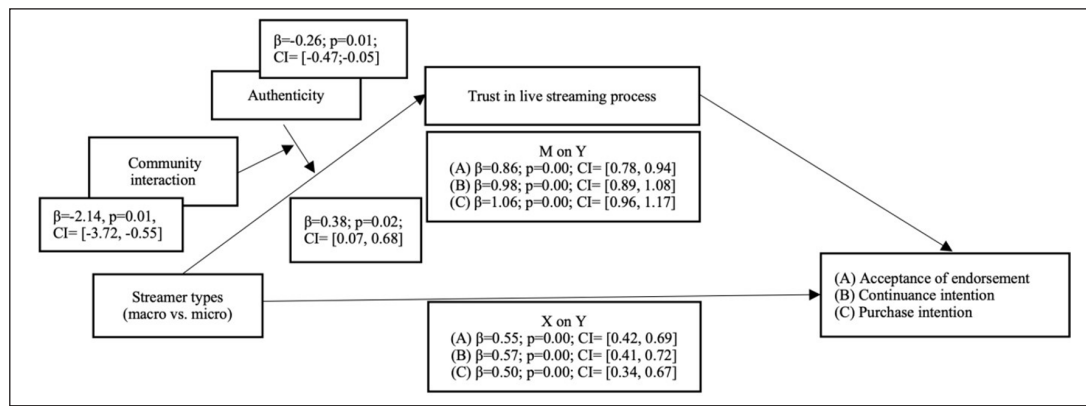 β=-0.26; p=0.01;
CI= [-0.47;-0.05]
Authenticity
Trust in live streaming process
Community
interaction
M on Y
(A) β=0.86; p=0.00; CI= [0.78, 0.94]
(B) β=0.98; p=0.00; CI= [0.89, 1.08]
(C) β=1.06; p=0.00; CI= [0.96, 1.17]
β=-2.14, p=0.01,
CI= [-3.72, -0.55]
β=0.38; p=0.02;
CI= [0.07, 0.68]
Streamer types
(macro vs. micro)
(A) Acceptance of endorsement
(B) Continuance intention
(C) Purchase intention
X on Y
(A) β=0.55; p=0.00; CI= [0.42, 0.69]
(B) β=0.57; p=0.00; CI= [0.41, 0.72]
(C) β=0.50; p=0.00; CI= [0.34, 0.67]